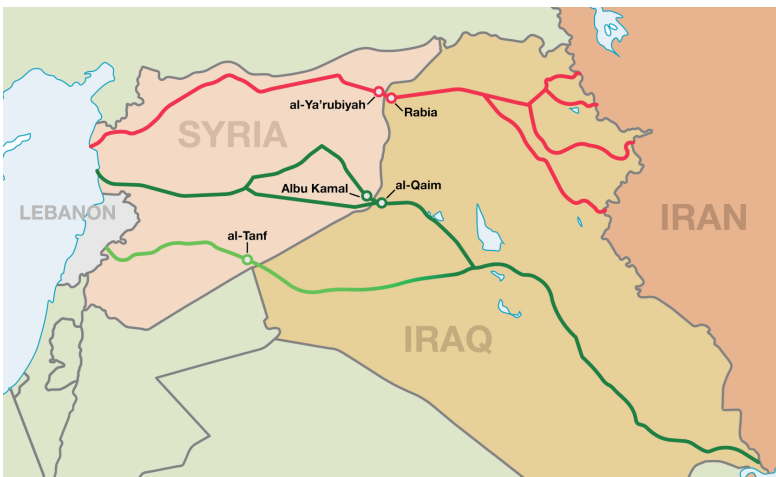 al-Ya'rubiyah
Rabia
SYRIA
Albu Kamal
al-Qaim
LEBANON
IRAN
al-Tanf
IRAQ